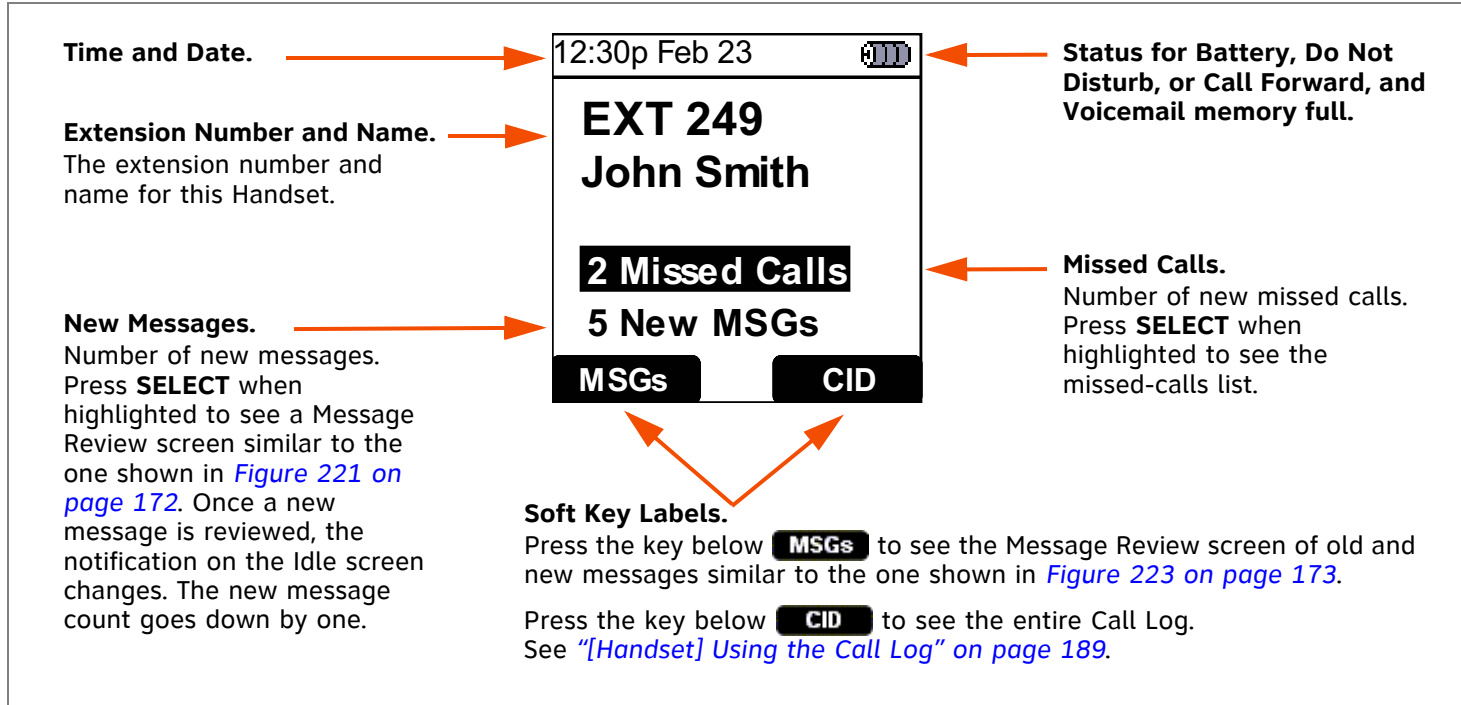 Time and Date.
12:30p Feb 23
Status for Battery, Do Not
Disturb, or Call Forward, and
Voicemail memory full.
Extension Number and Name.
The extension number and
name for this Handset.
EXT 249
John Smith
2 Missed Calls
5 New MSGs
MSGs
CID
Missed Calls.
Number of new missed calls.
Press SELECT when
highlighted to see the
missed-calls list.
New Messages.
Number of new messages.
Press SELECT when
highlighted to see a Message
Review screen similar to the
one shown in Figure 221 on
page 172. Once a new
message is reviewed, the
notification on the Idle screen
changes. The new message
count goes down by one.
Soft Key Labels.
Press the key below MSGs to see the Message Review screen of old and
new messages similar to the one shown in Figure 223 on page 173.
Press the key below CID to see the entire Call Log.
See “[Handset] Using the Call Log” on page 189.